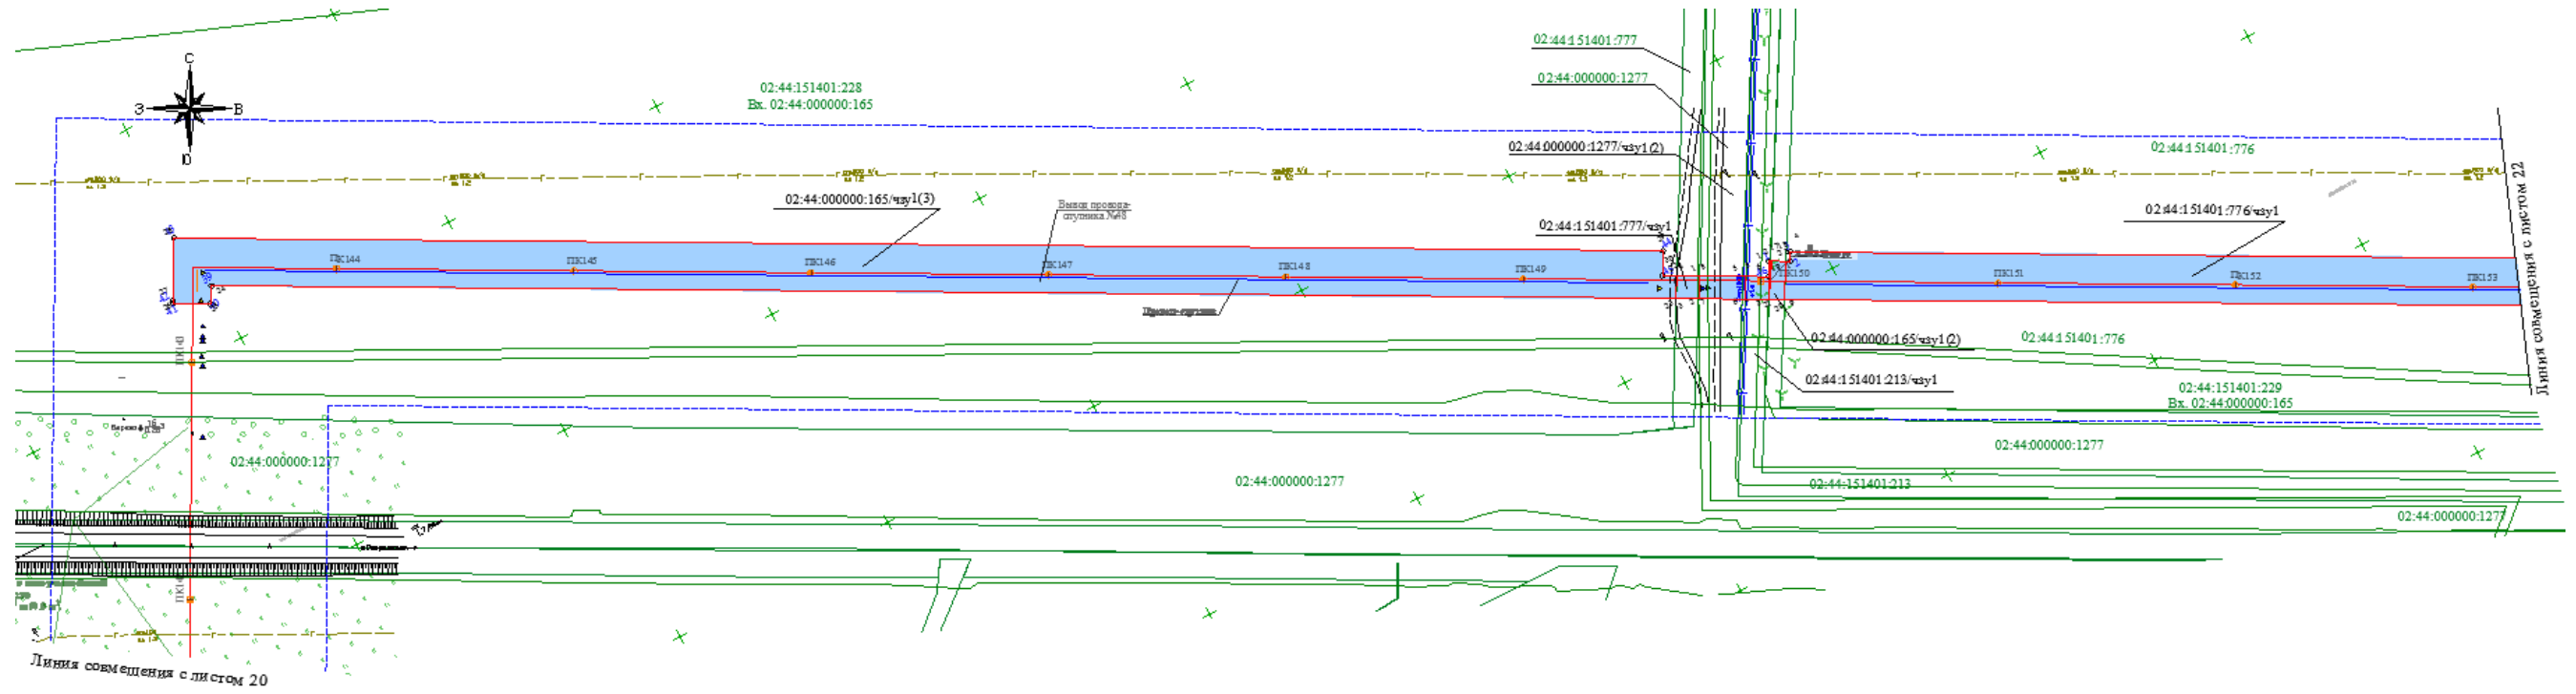 С
З
В
Ю
02:44:151401:228
Вх. 02:44:000000:165
02:44:151401:777
02:44:000000:1277
02:44:000000:1277/чзу1(2)
02:44:151401:776
02:44:000000:165/чзу1(3)
Вывод провода-
спутника №48
02:44:151401:777/чзу1
02:44:151401:776/чзу1
ПК144
ПК145
ПК146
ПК147
ПК148
ПК149
ПК150
ПК151
ПК152
ПК153
ПК143
02:44:000000:165/чзу1(2)
02:44:151401:776
02:44:151401:213/чзу1
02:44:151401:229
Вх. 02:44:000000:165
02:44:000000:1277
02:44:000000:1277
02:44:000000:1277
02:44:151401:213
02:44:000000:1277
Линия совмещения с листом 22
Линия совмещения с листом 20